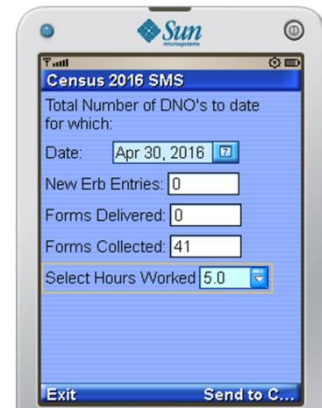 Sun
microsystems
Census 2016 SMS
Total Number of DNO's to date
for which:
Date: Apr 30, 2016
New Erb Entries: 0
Forms Delivered: 0
Forms Collected: 41
Select Hours Worked 5.0
Exit Send to C...